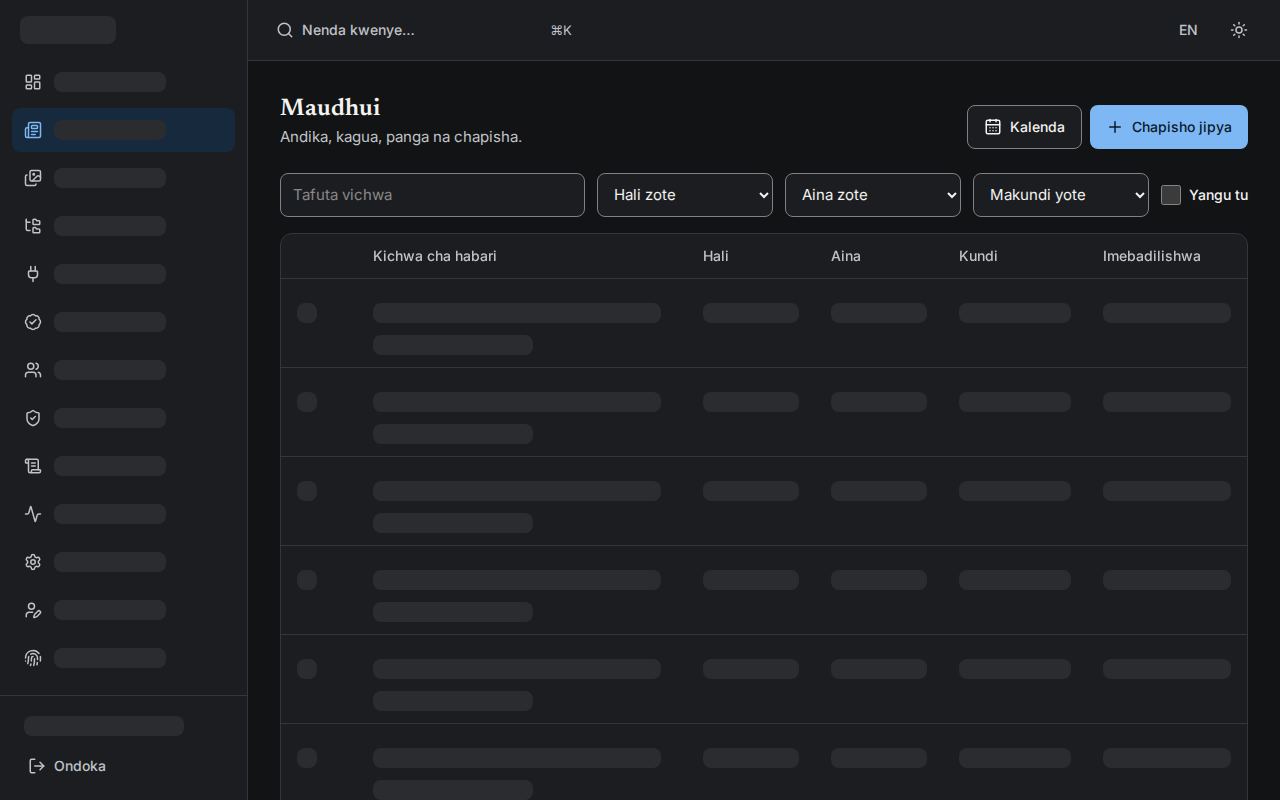 Nenda kwenye... ⌘K EN
Maudhui
Andika, kagua, panga na chapisha.
Kalenda
Chapisho jipya
Tafuta vichwa
Hali zote
Aina zote
Makundi yote
Yangu tu
Kichwa cha habari Hali Aina Kundi Imebadilishwa
Ondoka